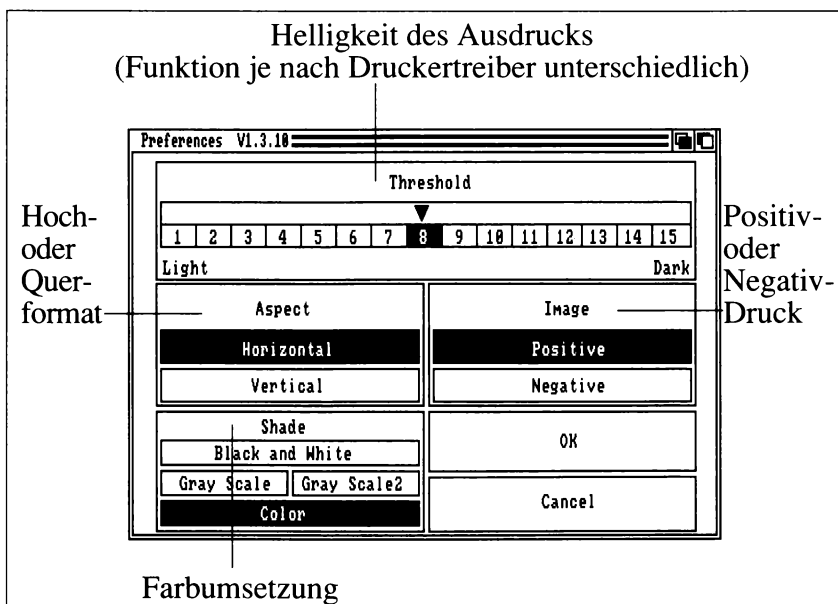 Helligkeit des Ausdrucks
(Funktion je nach Druckertreiber unterschiedlich)
Preferences V1.3.10
Threshold
1 2 3 4 5 6 7 8 9 10 11 12 13 14 15
Light Dark
Hoch-
oder
Quer-
format
Positiv-
oder
Negativ-
Druck
Aspect
Horizontal
Vertical
Image
Positive
Negative
Shade
Black and White
Gray Scale Gray Scale2
Color
OK
Cancel
Farbumsetzung